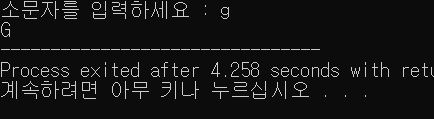 소문자를 입력하세요 : g
G
--------------------------------
Process exited after 4.258 seconds with retu
계속하려면 아무 키나 누르십시오 . . .